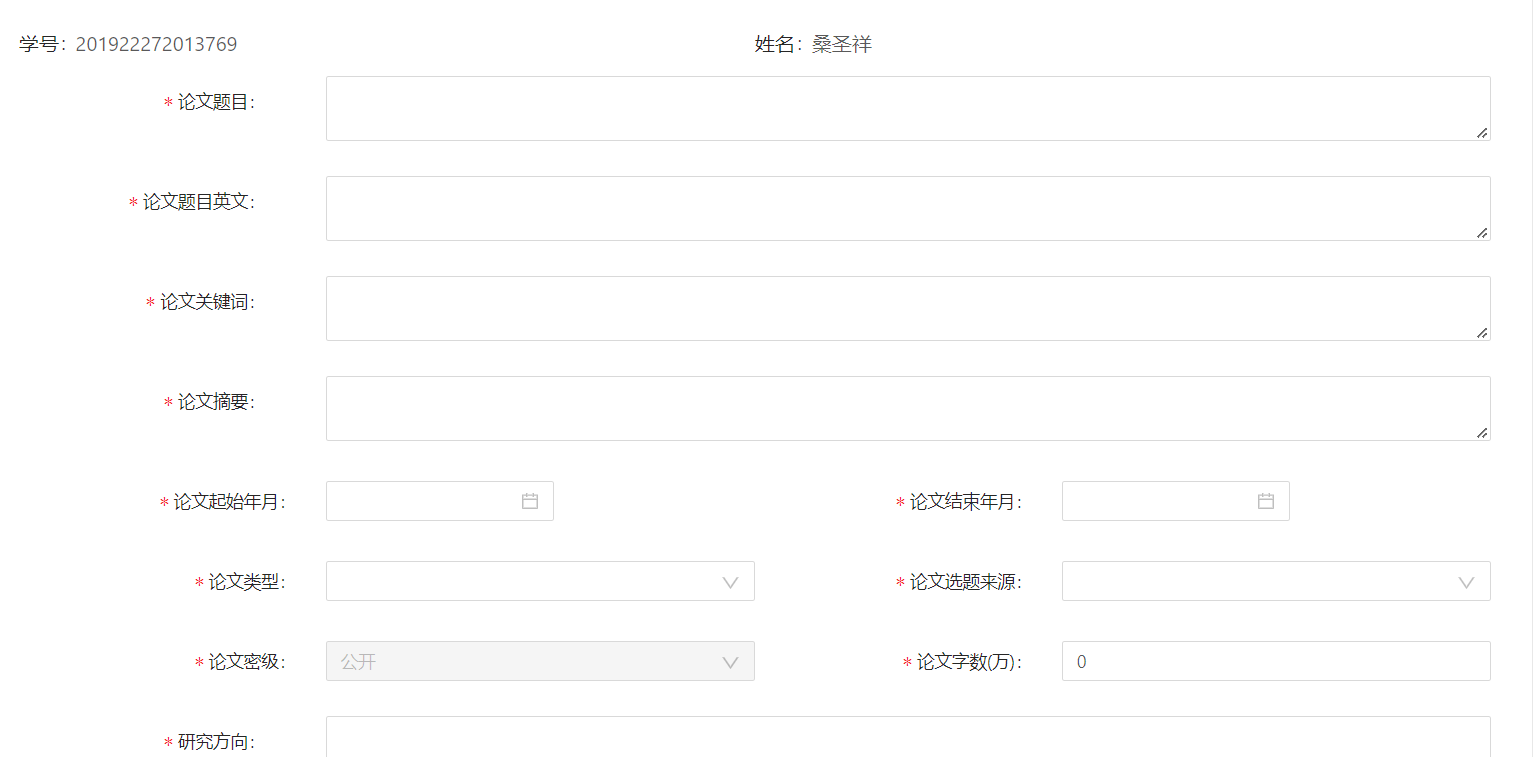 学号：201922272013769 姓名：桑圣祥
* 论文题目：
* 论文题目英文：
* 论文关键词：
* 论文摘要：
* 论文起始年月： * 论文结束年月：
* 论文类型： * 论文选题来源：
* 论文密级： 公开 * 论文字数(万)： 0
* 研究方向：